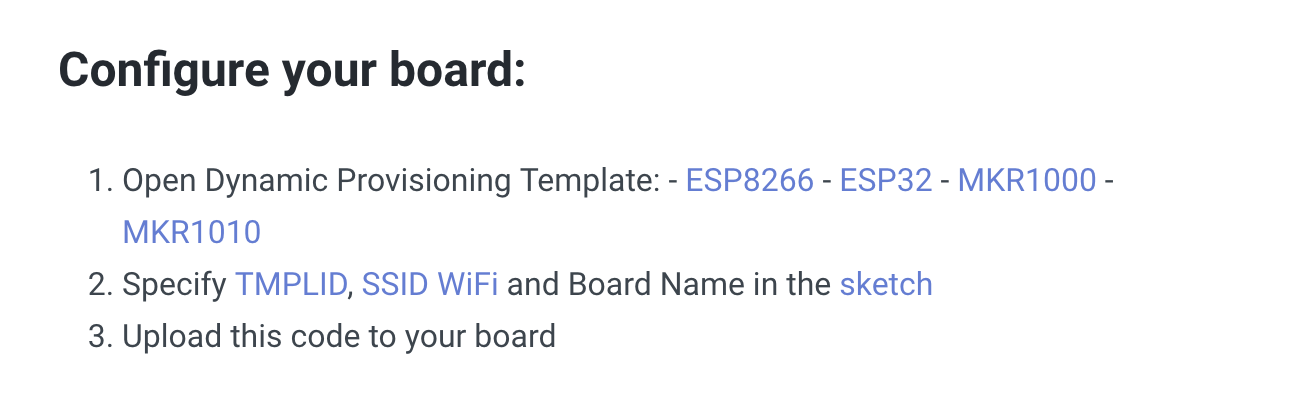 Configure your board:
1. Open Dynamic Provisioning Template: - ESP8266 - ESP32 - MKR1000 -
MKR1010
2. Specify TMPLID, SSID WiFi and Board Name in the sketch
3. Upload this code to your board